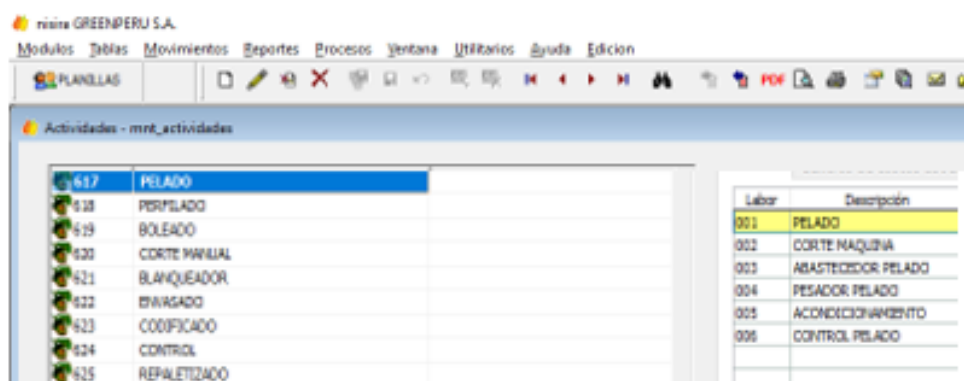 nisira GREENPERU S.A.
Modulos Tablas Movimientos Reportes Procesos Ventana Utilitarios Ayuda Edicion
PLANILLAS PDF
Actividades - mnt_actividades
617 PELADO
618 PERFILADO
619 BOLEADO
620 CORTE MANUAL
621 BLANQUEADOR
622 ENVASADO
623 CODIFICADO
624 CONTROL
625 REPALETIZADO
Labor Descripción
001 PELADO
002 CORTE MAQUINA
003 ABASTECEDOR PELADO
004 PESADOR PELADO
005 ACONDICIONAMIENTO
006 CONTROL PELADO